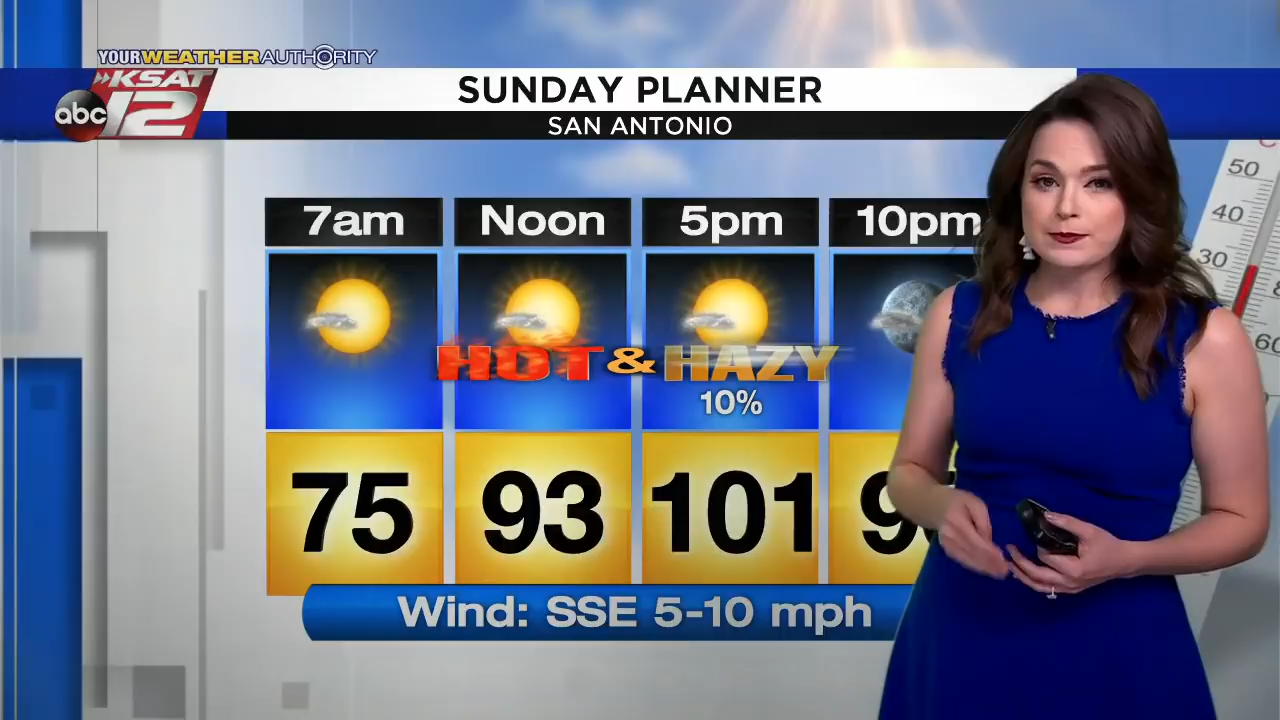 YOURWEATHERAUTHORITY
KSAT
abc 12
SUNDAY PLANNER
SAN ANTONIO
7am Noon 5pm 10pm
HOT & HAZY
10%
75 93 101
Wind: SSE 5-10 mph
C
50
40
30
60